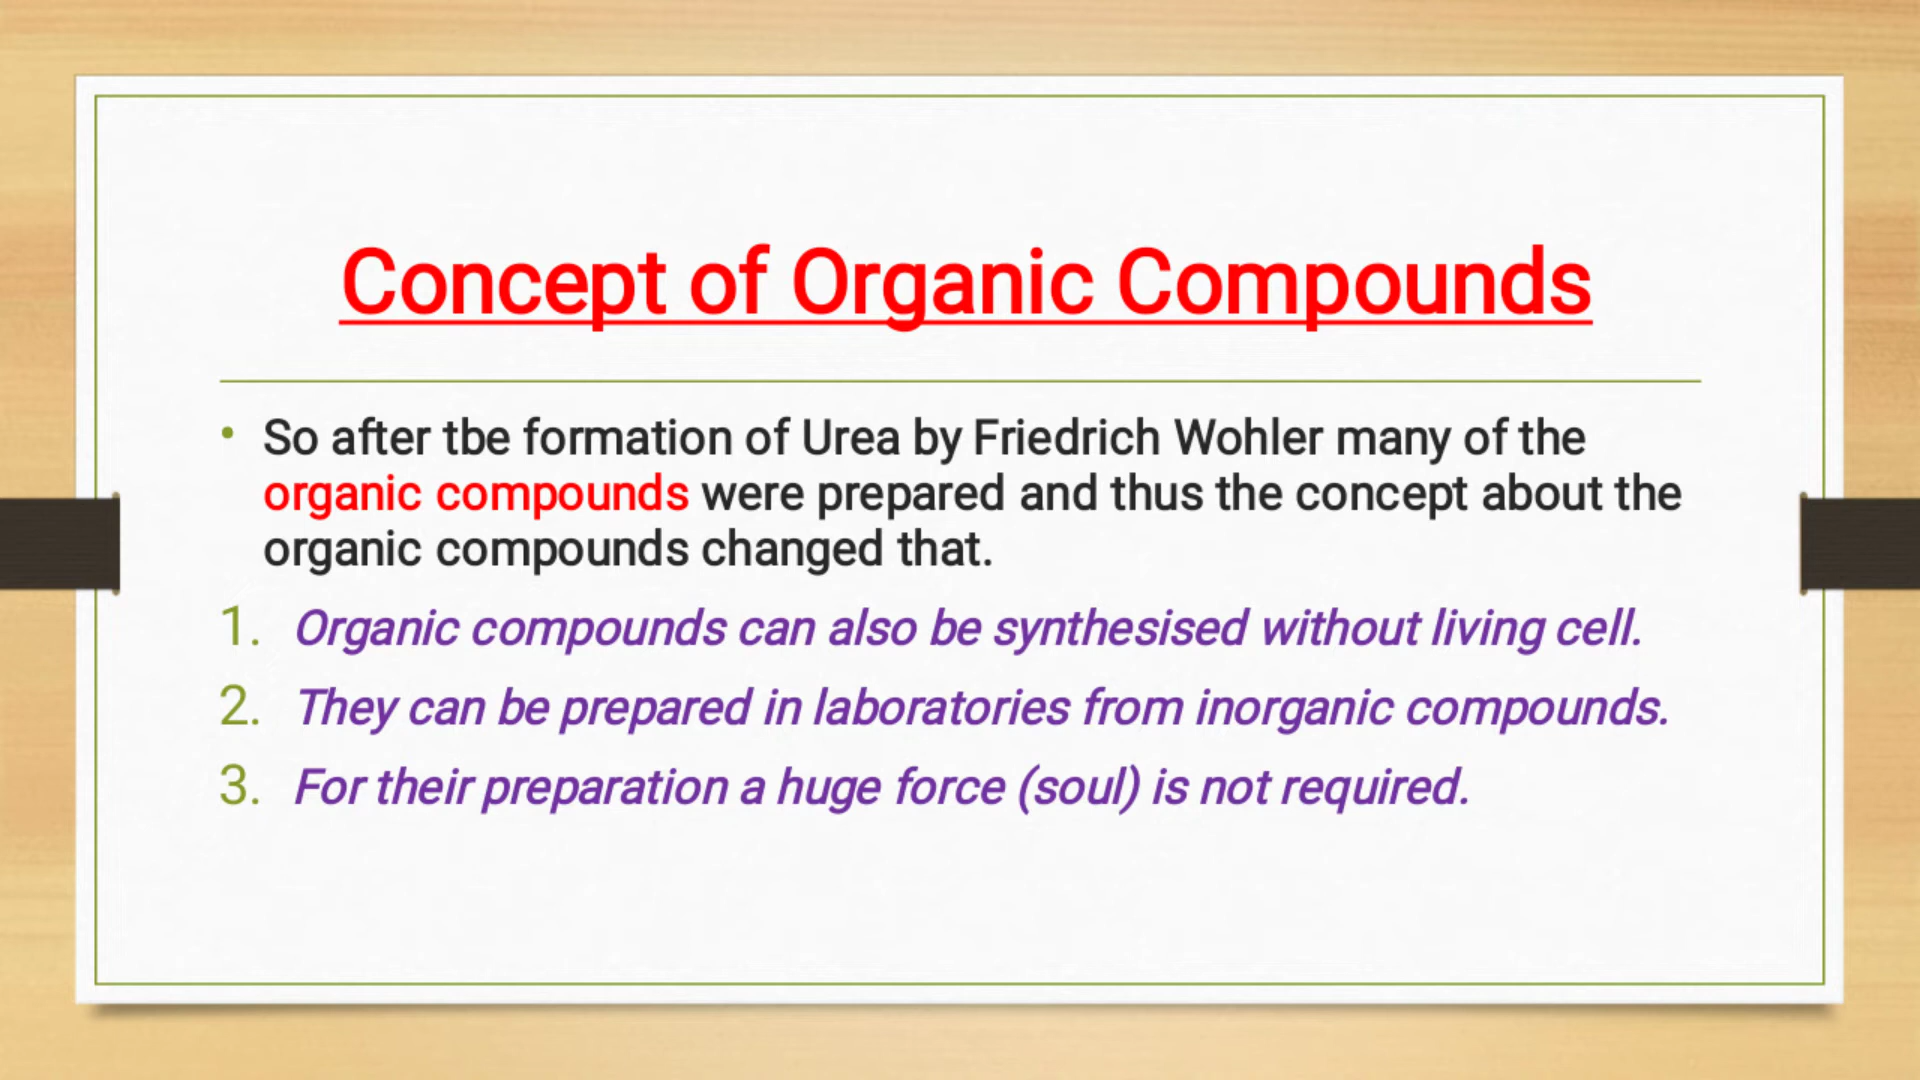 Concept of Organic Compounds
• So after tbe formation of Urea by Friedrich Wohler many of the
organic compounds were prepared and thus the concept about the
organic compounds changed that.
1. Organic compounds can also be synthesised without living cell.
2. They can be prepared in laboratories from inorganic compounds.
3. For their preparation a huge force (soul) is not required.